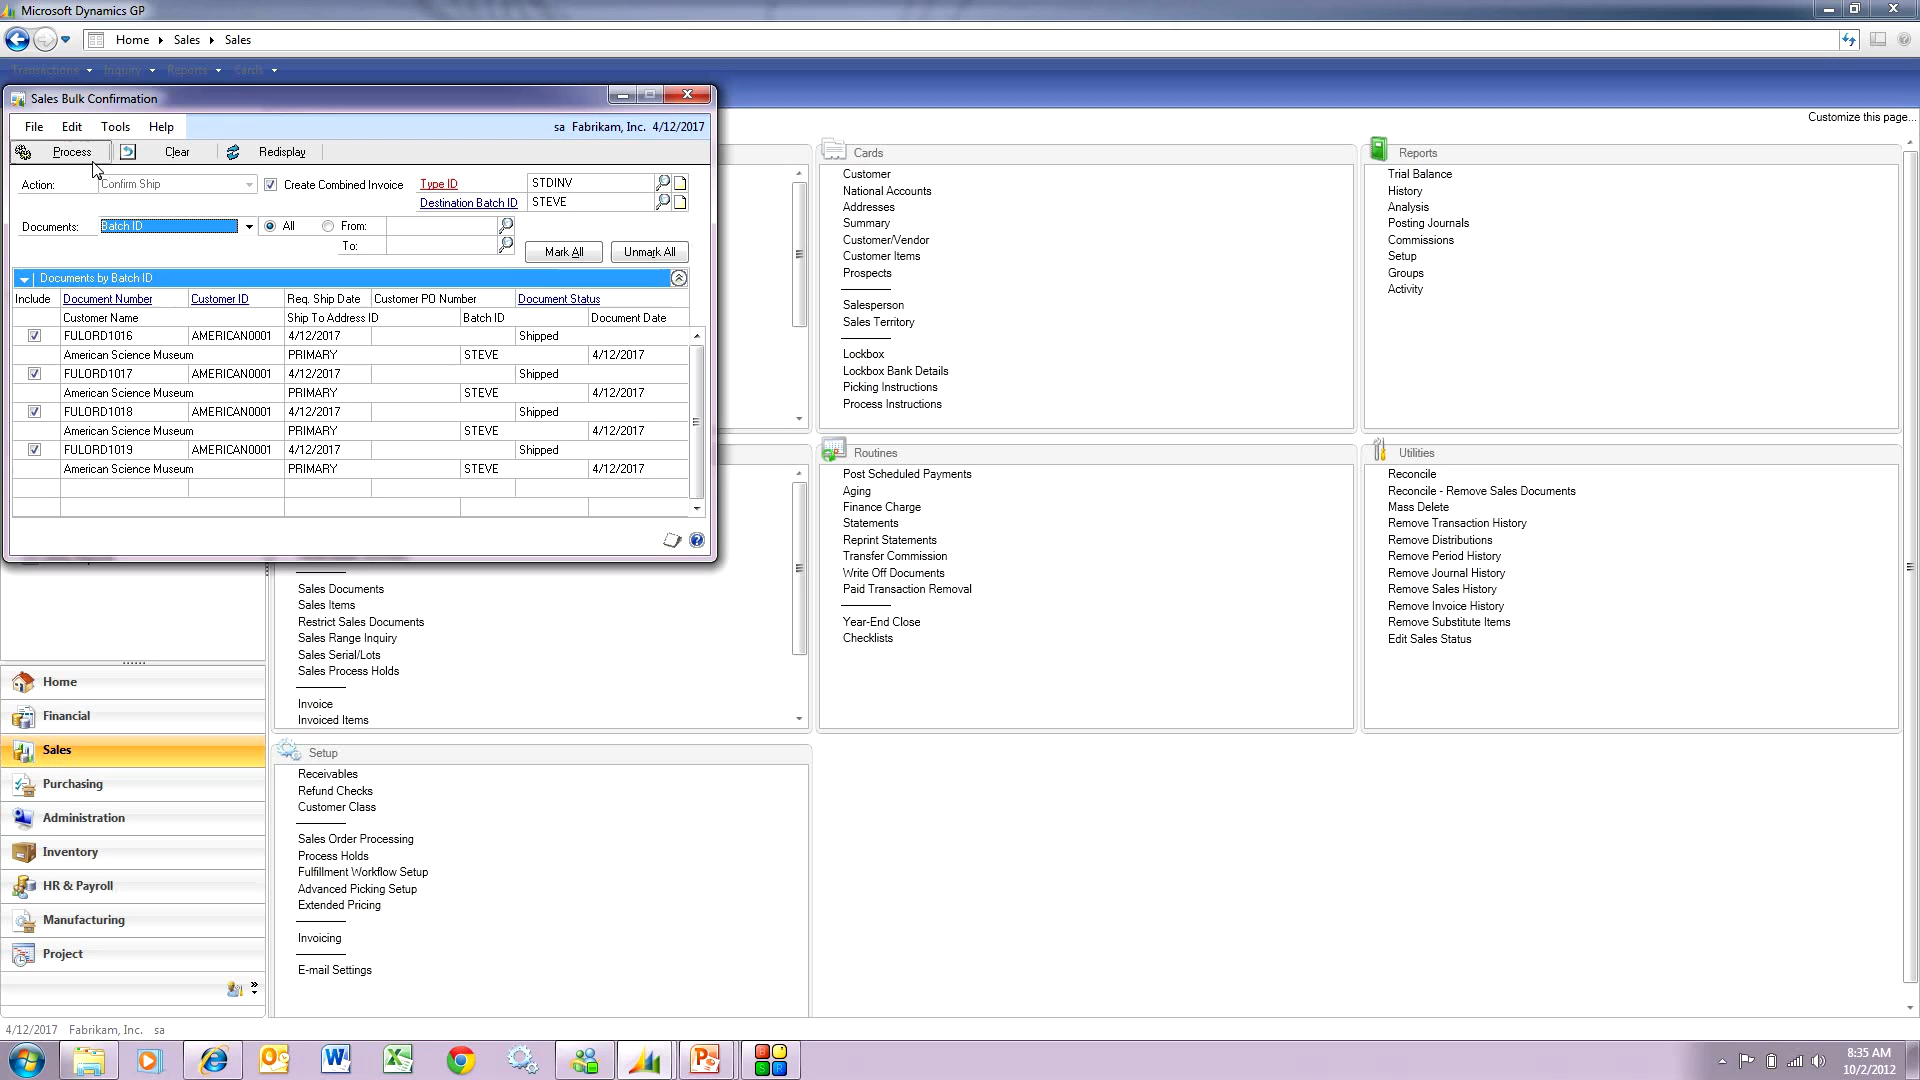 Microsoft Dynamics GP
Home Sales Sales
Transactions Inquiry Reports Cards
Customize this page...
Sales Bulk Confirmation
File Edit Tools Help
sa Fabrikam, Inc. 4/12/2017
Process Clear Redisplay
Action: Confirm Ship Create Combined Invoice Type ID STDINV
Destination Batch ID STEVE
Documents: Batch ID All From:
To:
Mark All Unmark All
Documents by Batch ID
Include Document Number Customer ID Req. Ship Date Customer PO Number Document Status
Customer Name Ship To Address ID Batch ID Document Date
FULORD1016 AMERICAN0001 4/12/2017 Shipped
American Science Museum PRIMARY STEVE 4/12/2017
FULORD1017 AMERICAN0001 4/12/2017 Shipped
American Science Museum PRIMARY STEVE 4/12/2017
FULORD1018 AMERICAN0001 4/12/2017 Shipped
American Science Museum PRIMARY STEVE 4/12/2017
FULORD1019 AMERICAN0001 4/12/2017 Shipped
American Science Museum PRIMARY STEVE 4/12/2017
Cards
Customer
National Accounts
Addresses
Summary
Customer/Vendor
Customer Items
Prospects
Salesperson
Sales Territory
Lockbox
Lockbox Bank Details
Picking Instructions
Process Instructions
Reports
Trial Balance
History
Analysis
Posting Journals
Commissions
Setup
Groups
Activity
Sales Documents
Sales Items
Restrict Sales Documents
Sales Range Inquiry
Sales Serial/Lots
Sales Process Holds
Invoice
Invoiced Items
Routines
Post Scheduled Payments
Aging
Finance Charge
Statements
Reprint Statements
Transfer Commission
Write Off Documents
Paid Transaction Removal
Year-End Close
Checklists
Utilities
Reconcile
Reconcile - Remove Sales Documents
Mass Delete
Remove Transaction History
Remove Distributions
Remove Period History
Remove Journal History
Remove Sales History
Remove Invoice History
Remove Substitute Items
Edit Sales Status
Home
Financial
Sales
Purchasing
Administration
Inventory
HR & Payroll
Manufacturing
Project
Setup
Receivables
Refund Checks
Customer Class
Sales Order Processing
Process Holds
Fulfillment Workflow Setup
Advanced Picking Setup
Extended Pricing
Invoicing
E-mail Settings
4/12/2017 Fabrikam, Inc. sa
8:35 AM
10/2/2012